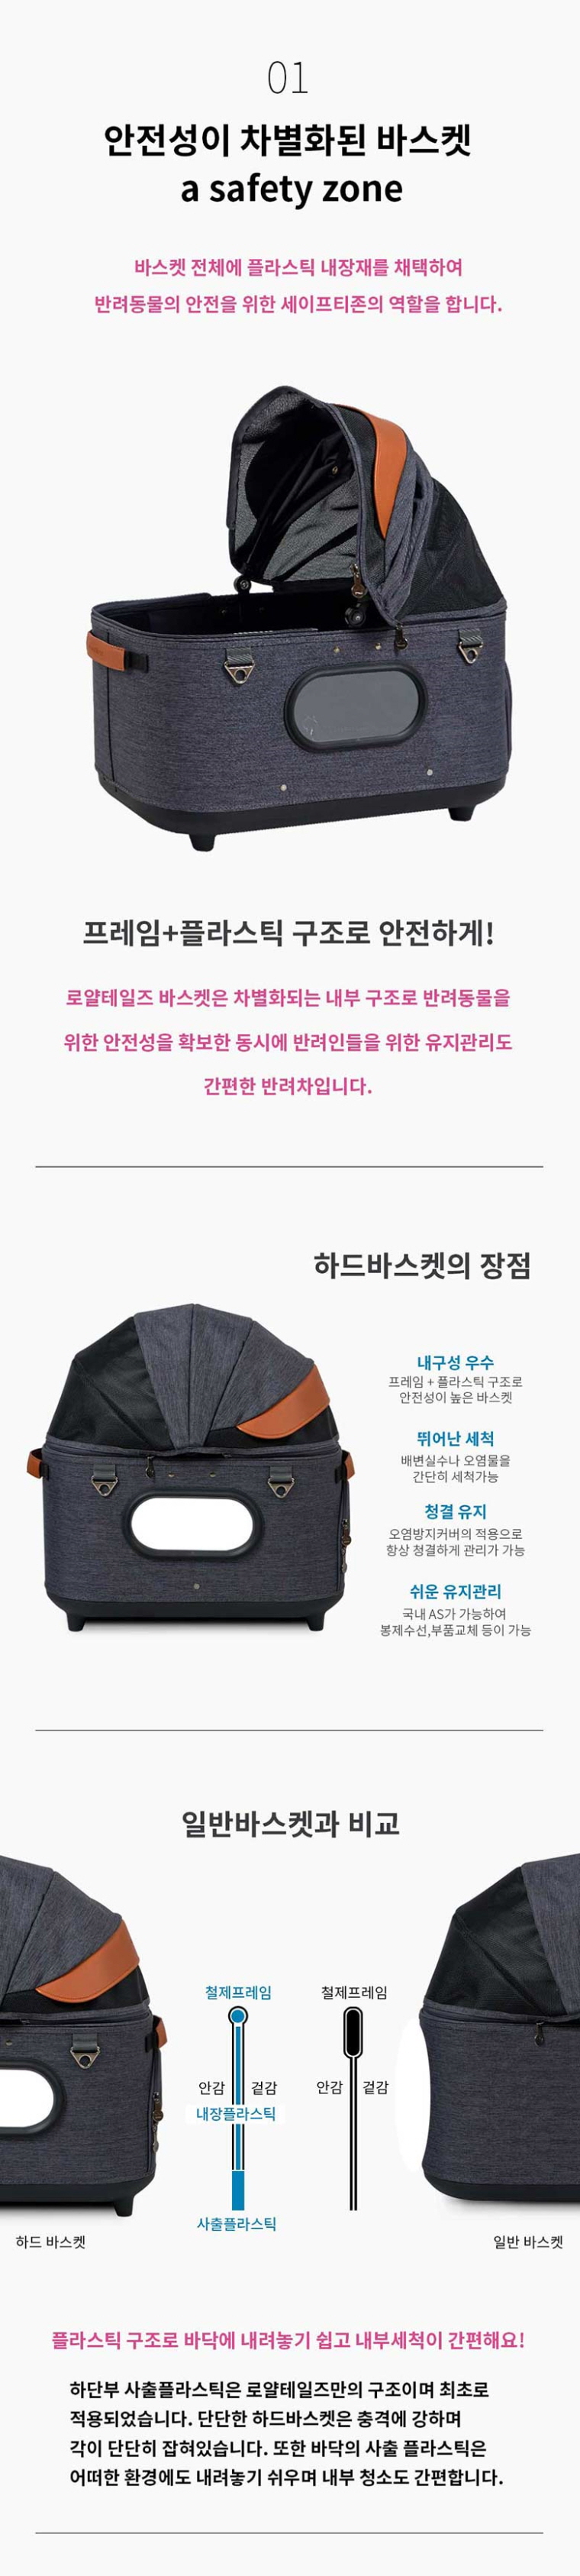 01
안전성이 차별화된 바스켓
a safety zone
바스켓 전체에 플라스틱 내장재를 채택하여
반려동물의 안전을 위한 세이프티존의 역할을 합니다.
프레임+플라스틱 구조로 안전하게!
로얄테일즈 바스켓은 차별화되는 내부 구조로 반려동물을
위한 안전성을 확보한 동시에 반려인들을 위한 유지관리도
간편한 반려차입니다.
하드바스켓의 장점
내구성 우수
프레임 + 플라스틱 구조로
안전성이 높은 바스켓
뛰어난 세척
배변실수나 오염물을
간단히 세척가능
청결 유지
오염방지커버의 적용으로
항상 청결하게 관리가 가능
쉬운 유지관리
국내 AS가 가능하여
봉제수선,부품교체 등이 가능
일반바스켓과 비교
철제프레임 철제프레임
안감 겉감 안감 겉감
내장플라스틱
사출플라스틱
하드 바스켓 일반 바스켓
플라스틱 구조로 바닥에 내려놓기 쉽고 내부세척이 간편해요!
하단부 사출플라스틱은 로얄테일즈만의 구조이며 최초로
적용되었습니다. 단단한 하드바스켓은 충격에 강하며
각이 단단히 잡혀있습니다. 또한 바닥의 사출 플라스틱은
어떠한 환경에도 내려놓기 쉬우며 내부 청소도 간편합니다.